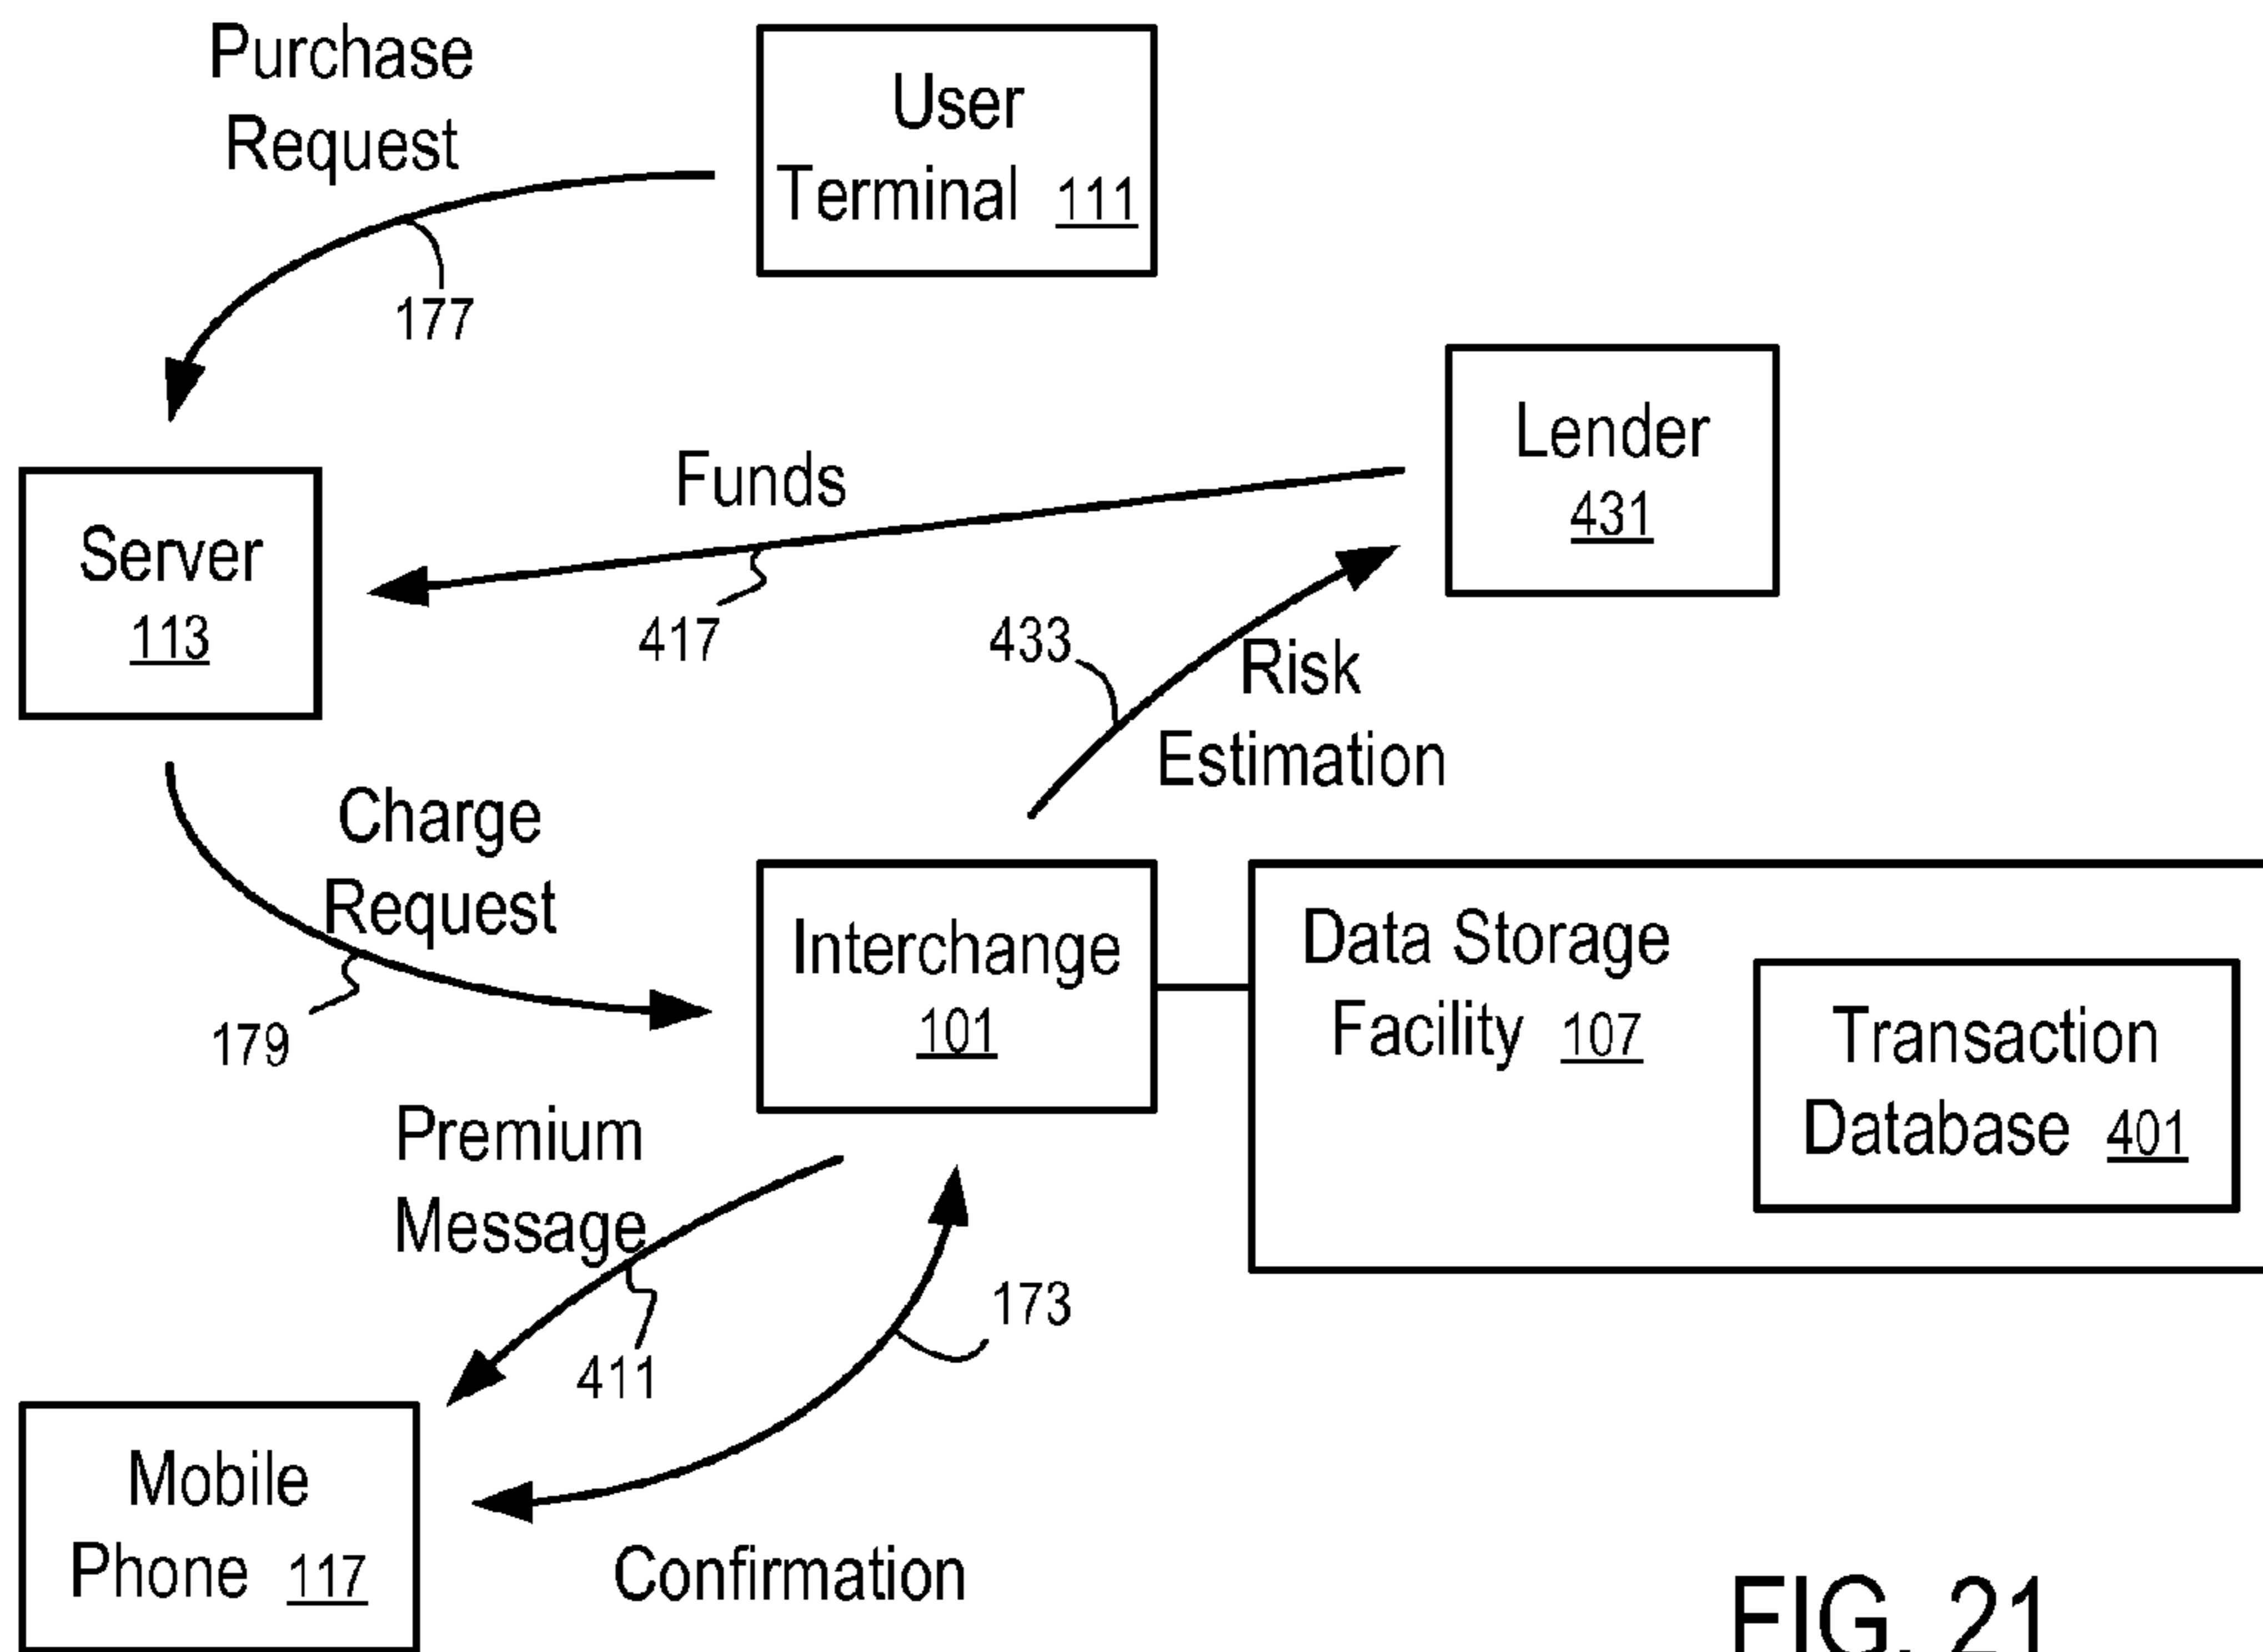 Purchase
Request
177
User
Terminal 111
Lender
431
Funds
417
Server
113
433
Risk
Estimation
Charge
Request
179
Interchange
101
Data Storage
Facility 107
Transaction
Database 401
Premium
Message
411
173
Mobile
Phone 117
Confirmation
FIG. 21